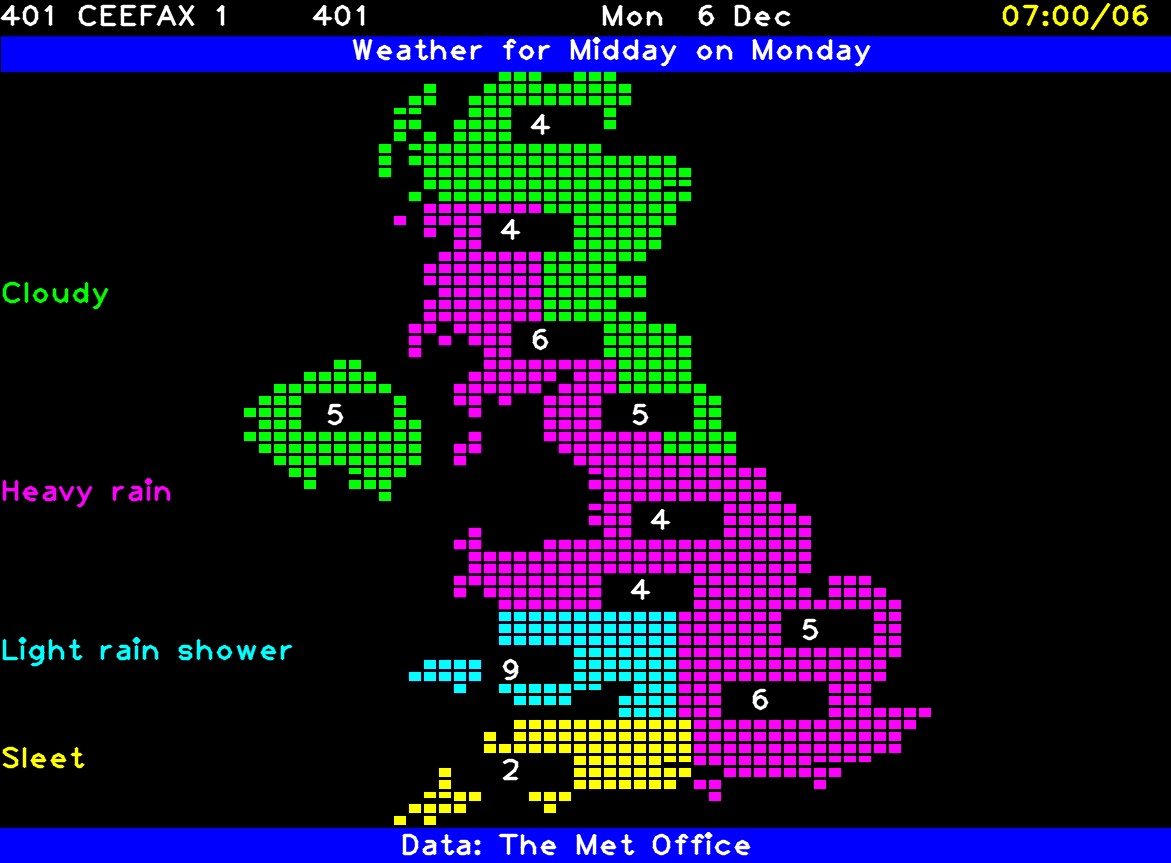 401 CEEFAX 1 401 Mon 6 Dec 07:00/06
Weather for Midday on Monday
4
4
Cloudy
6
5 5
Heavy rain
4
4
5
Light rain shower
9
6
Sleet
2
Data: The Met Office